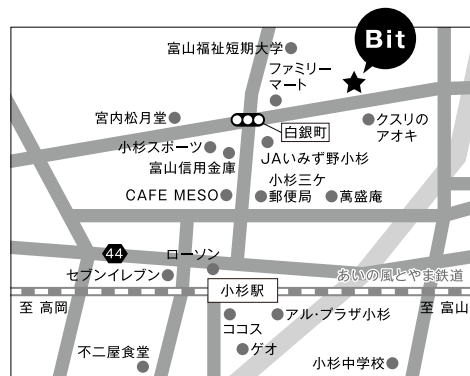 Bit
富山福祉短期大学
ファミリー
マート
宮内松月堂
白銀町
クスリの
アオキ
小杉スポーツ
富山信用金庫
JAいみず野小杉
小杉三ケ
郵便局
CAFE MESO
萬盛庵
44
ローソン
セブンイレブン
あいの風とやま鉄道
小杉駅
至 高岡
至 富山
ココス
アル・プラザ小杉
ゲオ
不二屋食堂
小杉中学校